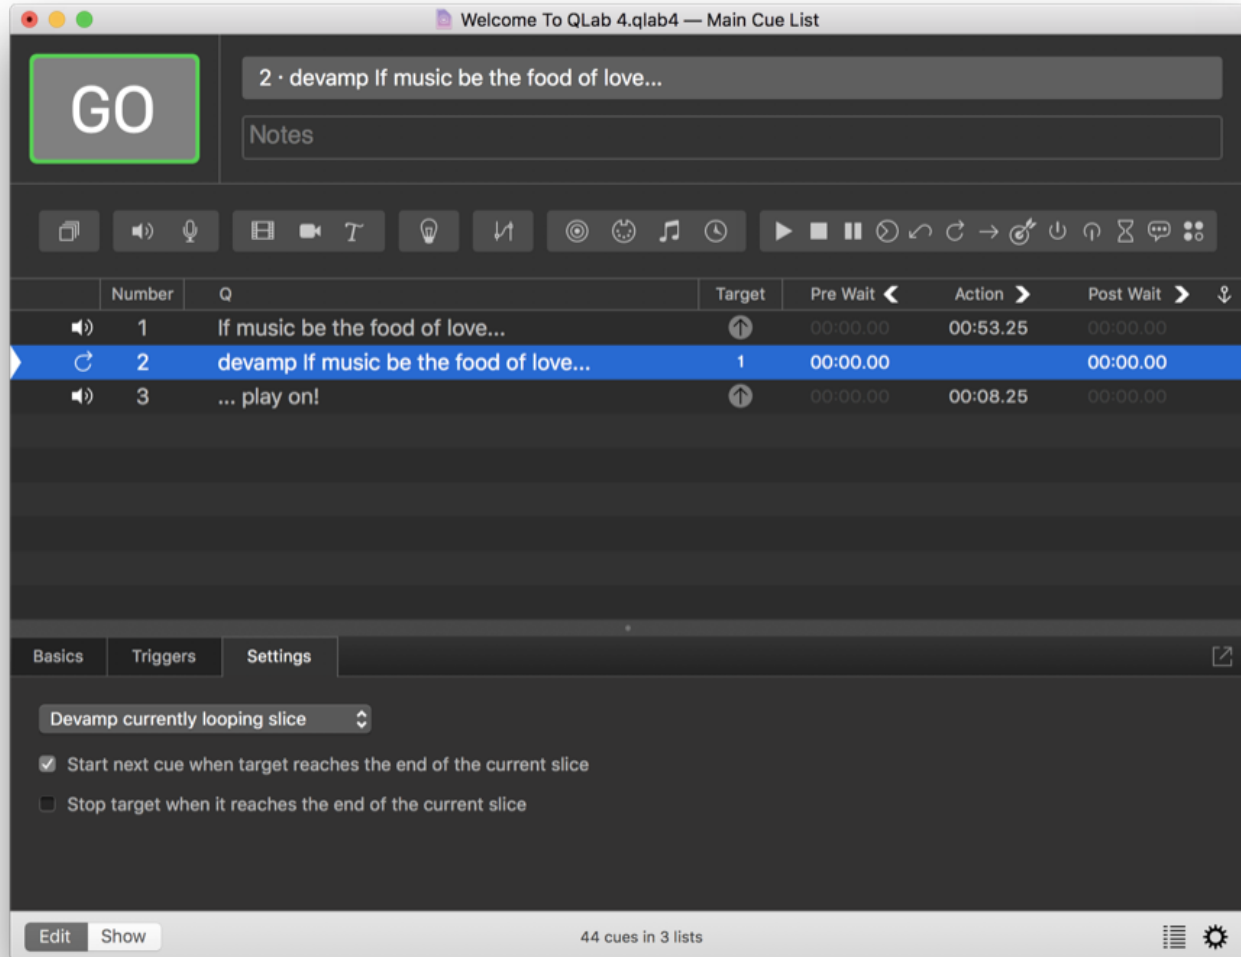 Welcome To QLab 4.qlab4 — Main Cue List
GO
2 · devamp If music be the food of love...
Notes
Number Q Target Pre Wait Action Post Wait
1 If music be the food of love... 00:00.00 00:53.25 00:00.00
2 devamp If music be the food of love... 1 00:00.00 00:00.00
3 ... play on! 00:00.00 00:08.25 00:00.00
Basics Triggers Settings
Devamp currently looping slice
Start next cue when target reaches the end of the current slice
Stop target when it reaches the end of the current slice
Edit Show 44 cues in 3 lists